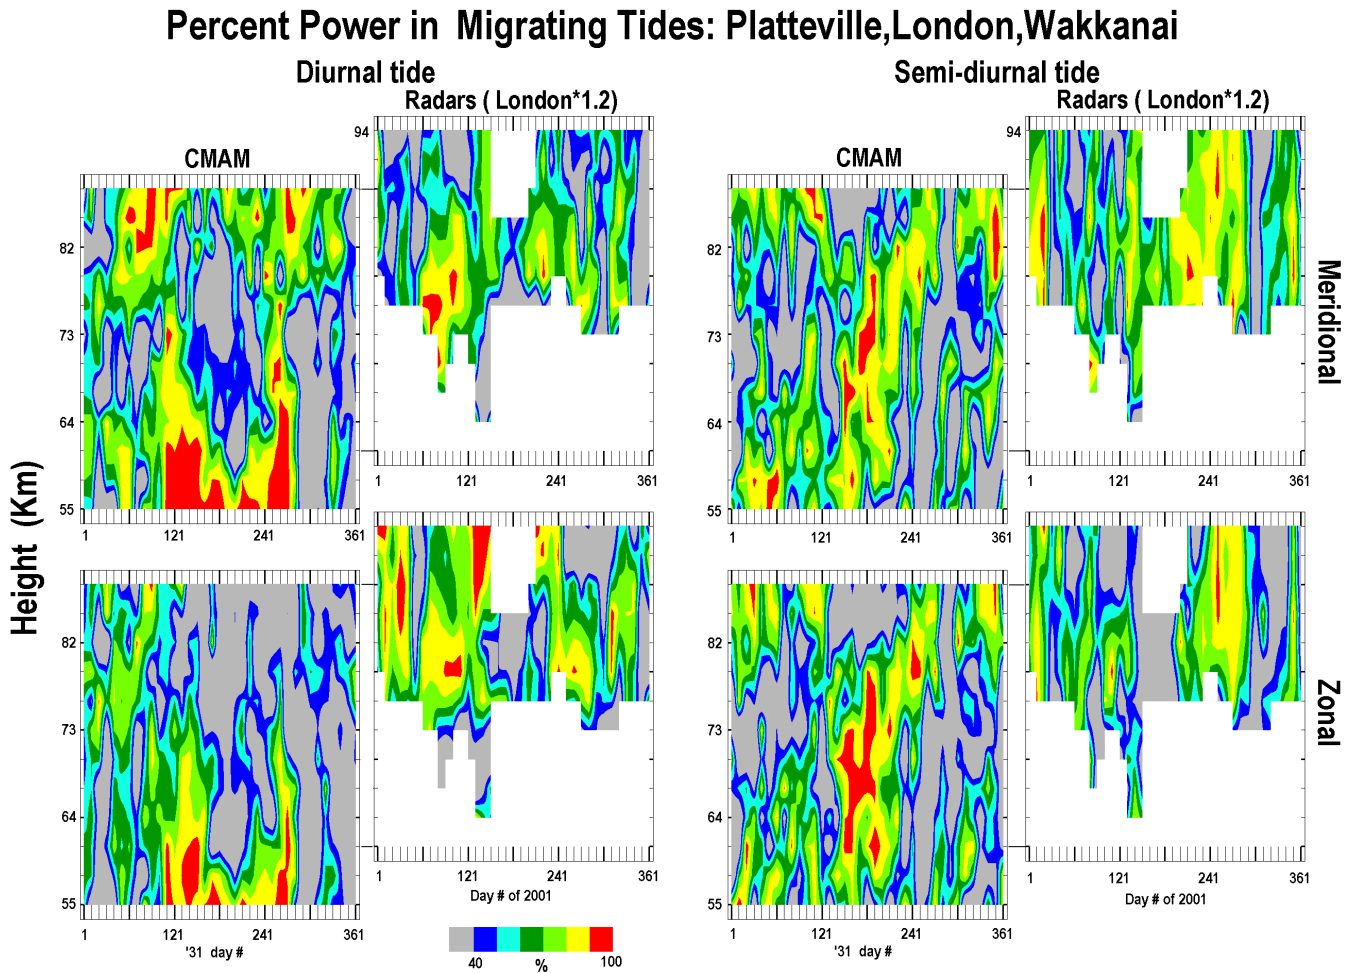 Percent Power in Migrating Tides: Platteville,London,Wakkanai
Diurnal tide
Semi-diurnal tide
Radars ( London*1.2)
Radars ( London*1.2)
CMAM
CMAM
94
94
82
73
64
55
82
73
64
55
1 121 241 361
1 121 241 361
1 121 241 361
1 121 241 361
Meridional
Height (Km)
82
73
64
55
82
73
64
55
1 121 241 361
Day # of 2001
1 121 241 361
Day # of 2001
1 121 241 361
'31 day #
1 121 241 361
'31 day #
Zonal
40 % 100